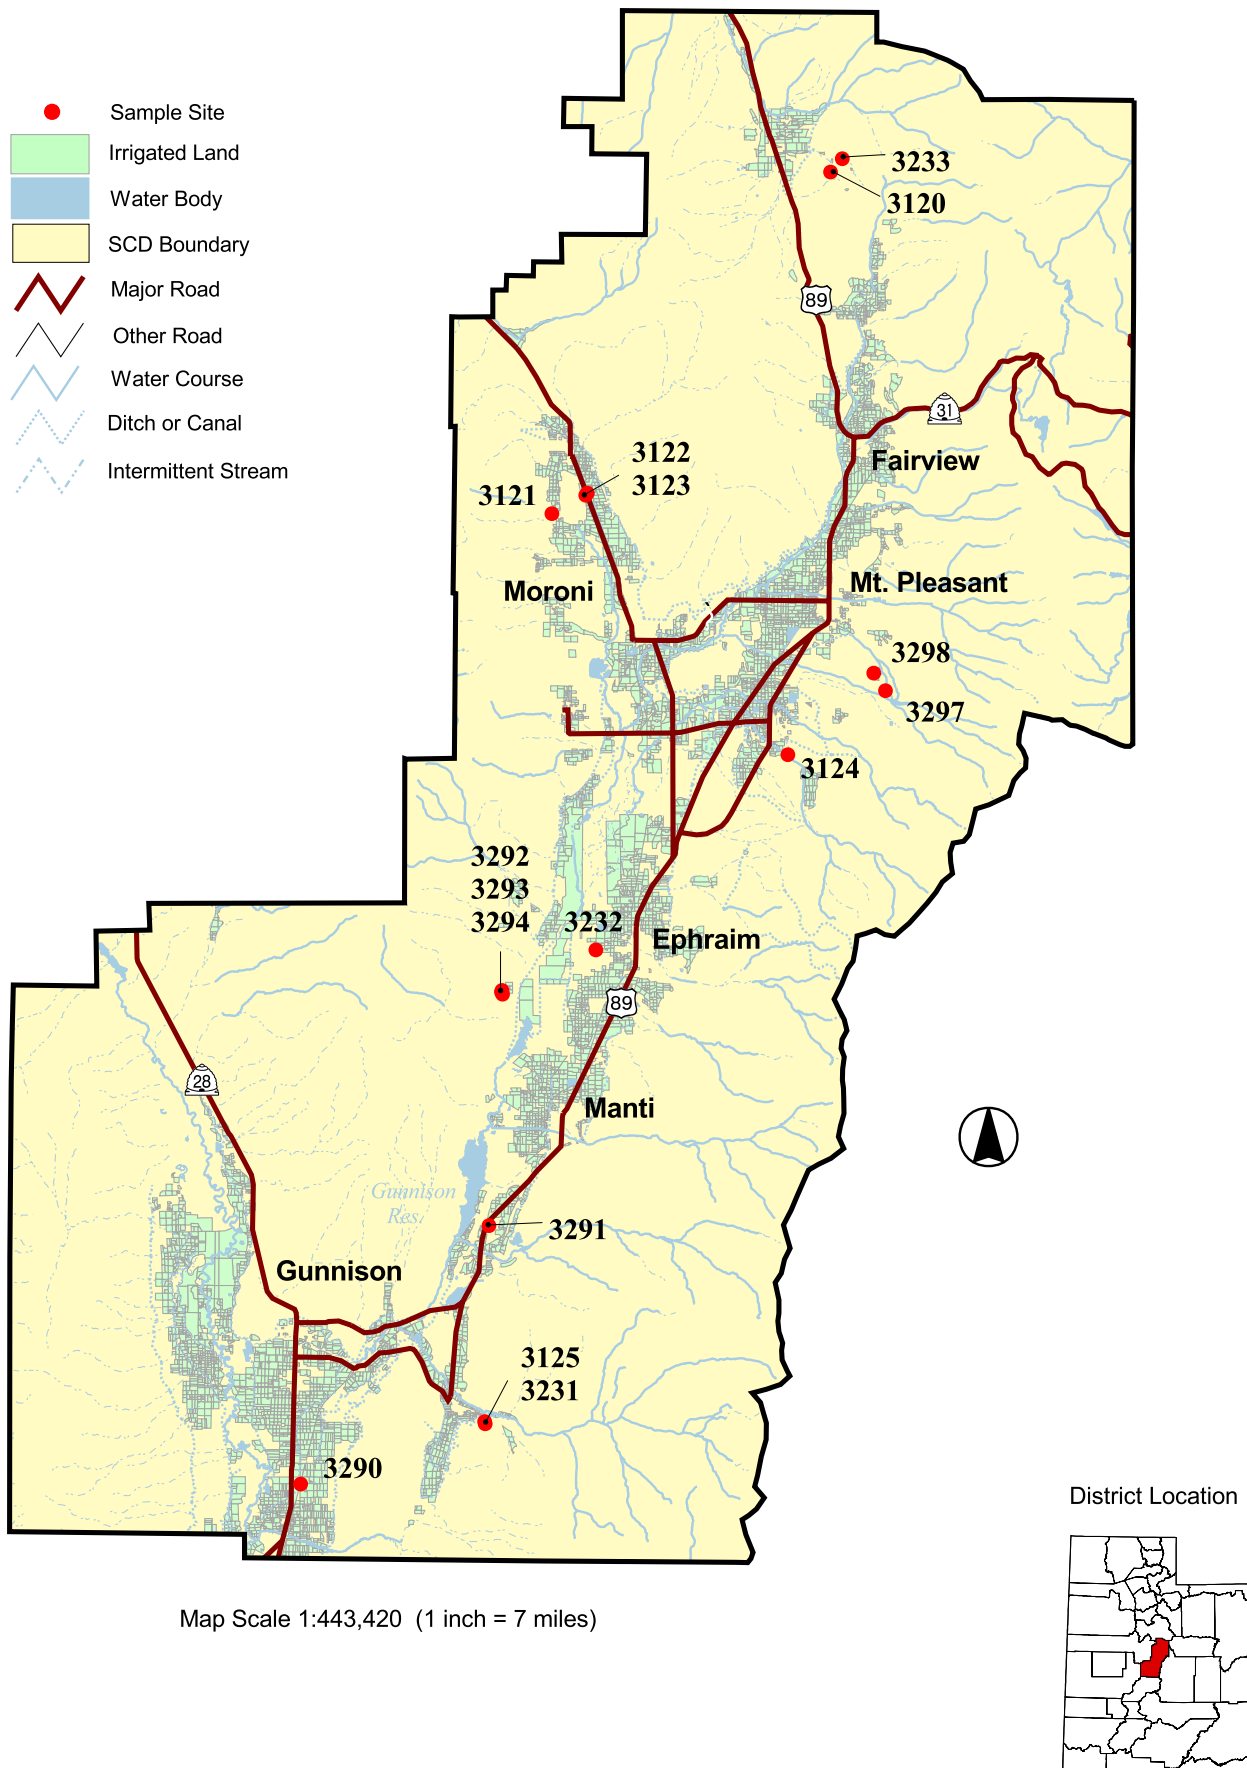 Sample Site
Irrigated Land
Water Body
SCD Boundary
Major Road
Other Road
Water Course
Ditch or Canal
Intermittent Stream
3233
3120
89
31
Fairview
3122
3123
3121
Moroni
Mt. Pleasant
3298
3297
3124
3292
3293
3294
3232
Ephraim
89
28
Manti
Gunnison
Res.
3291
Gunnison
3125
3231
3290
District Location
Map Scale 1:443,420 (1 inch = 7 miles)